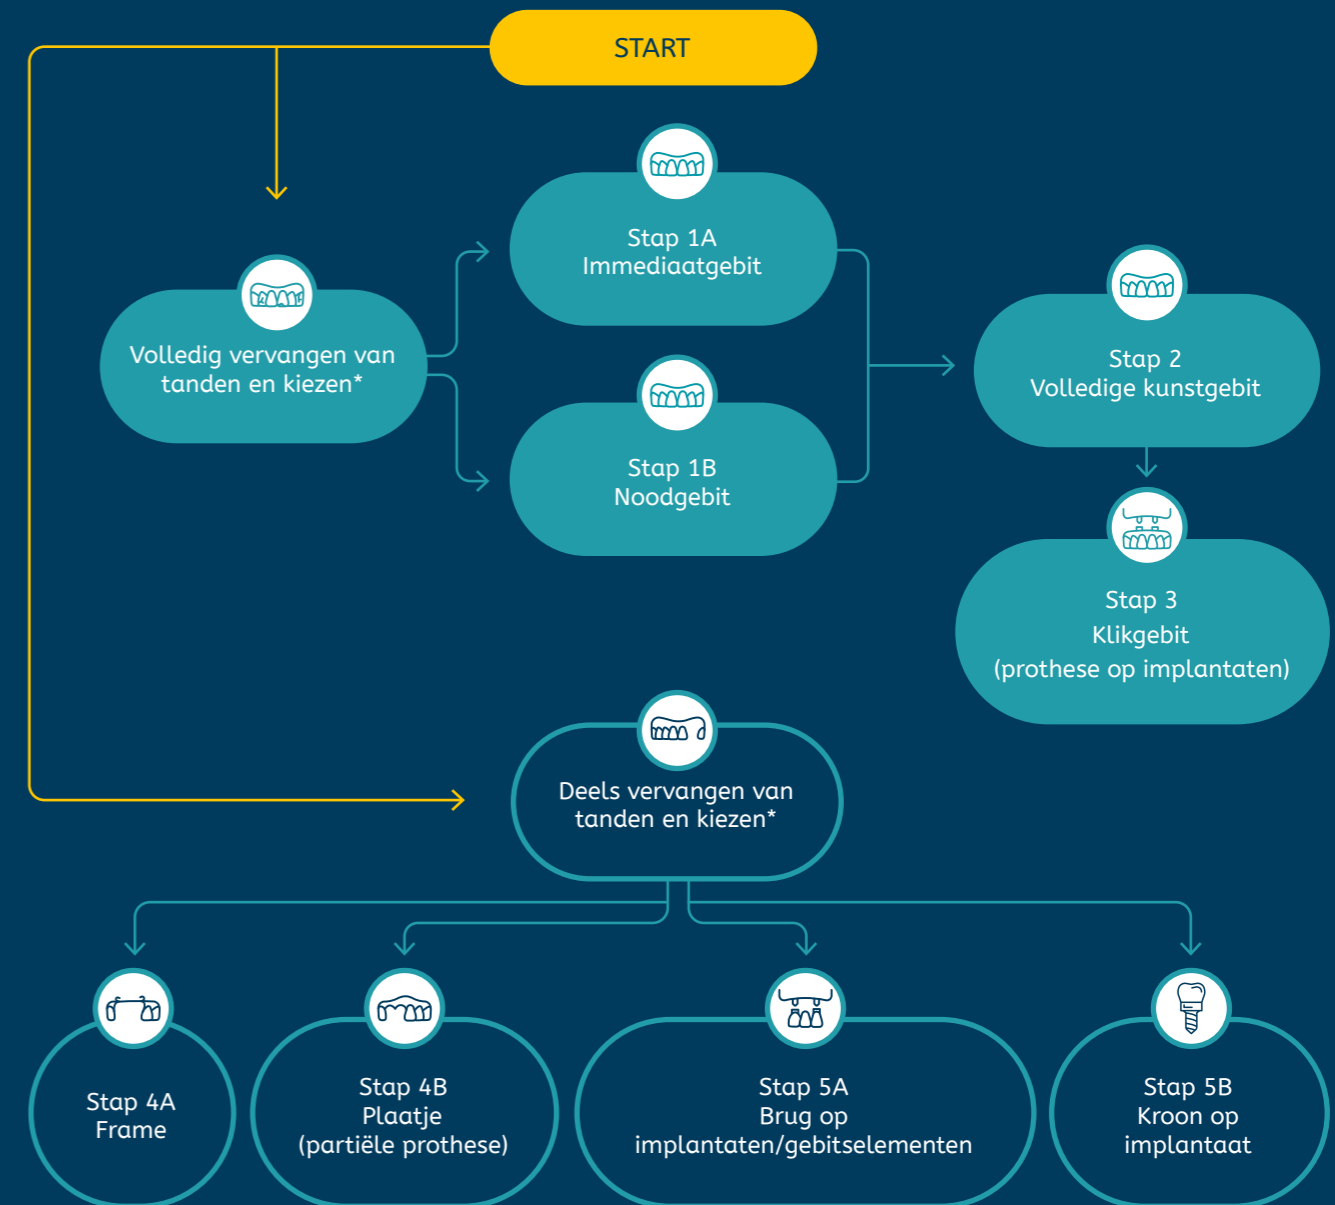 START
Stap 1A
Immediaatgebit
Volledig vervangen van
tanden en kiezen*
Stap 1B
Noodgebit
Stap 2
Volledige kunstgebit
Stap 3
Klikgebit
(prothese op implantaten)
Deels vervangen van
tanden en kiezen*
Stap 4A
Frame
Stap 4B
Plaatje
(partiële prothese)
Stap 5A
Brug op
implantaten/gebitselementen
Stap 5B
Kroon op
implantaat